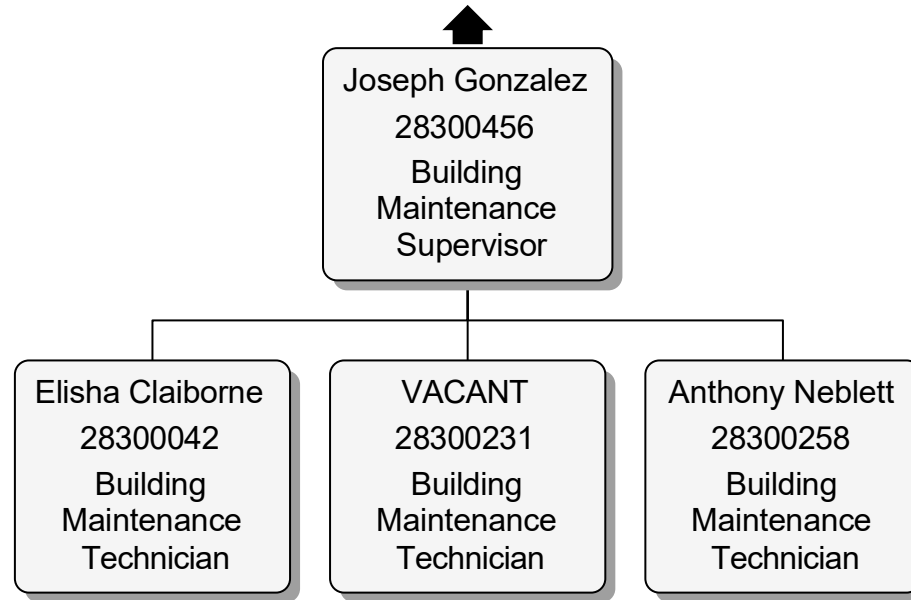 Joseph Gonzalez
28300456
Building
Maintenance
Supervisor
Elisha Claiborne
28300042
Building
Maintenance
Technician
VACANT
28300231
Building
Maintenance
Technician
Anthony Neblett
28300258
Building
Maintenance
Technician